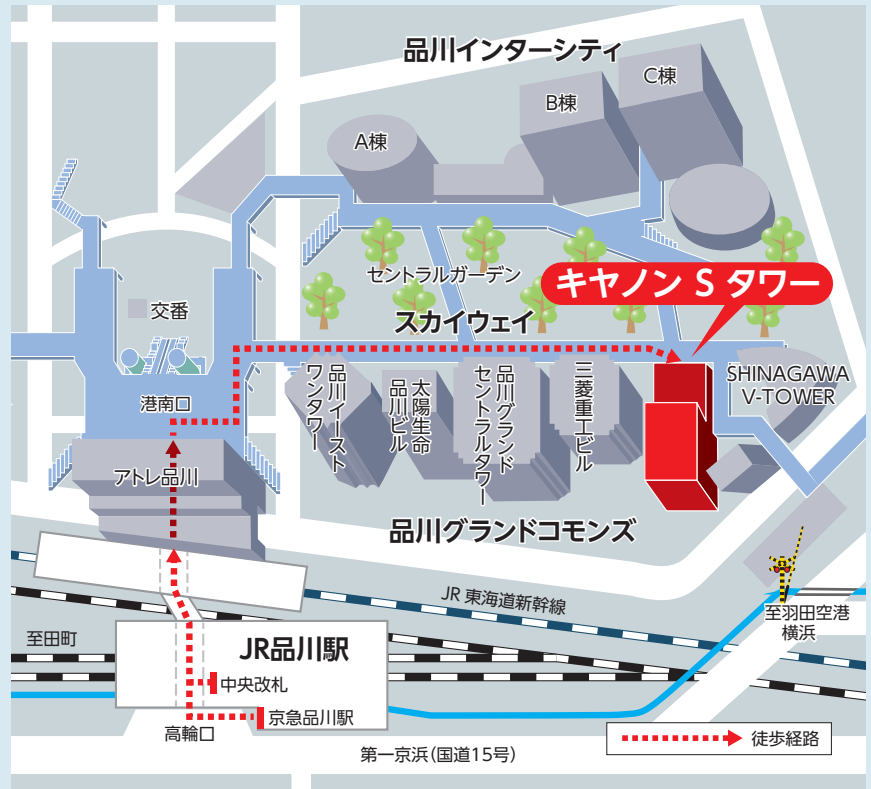 品川インターシティ
A棟
B棟
C棟
セントラルガーデン
キヤノン S タワー
スカイウェイ
交番
港南口
アトレ品川
品川イースト
ワンタワー
太陽生命
品川ビル
品川グランド
セントラルタワー
三菱重工ビル
SHINAGAWA
V-TOWER
品川グランドコモンズ
JR 東海道新幹線
至羽田空港
横浜
至田町
JR品川駅
中央改札
京急品川駅
高輪口
第一京浜(国道15号)
徒歩経路